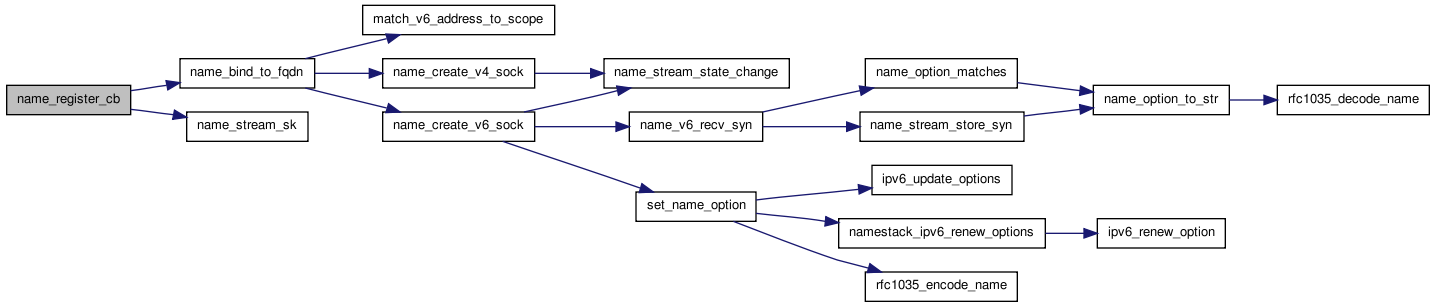 match_v6_address_to_scope
name_bind_to_fqdn
name_create_v4_sock
name_stream_state_change
name_option_matches
name_register_cb
name_option_to_str
rfc1035_decode_name
name_stream_sk
name_create_v6_sock
name_v6_recv_syn
name_stream_store_syn
ipv6_update_options
set_name_option
namestack_ipv6_renew_options
ipv6_renew_option
rfc1035_encode_name